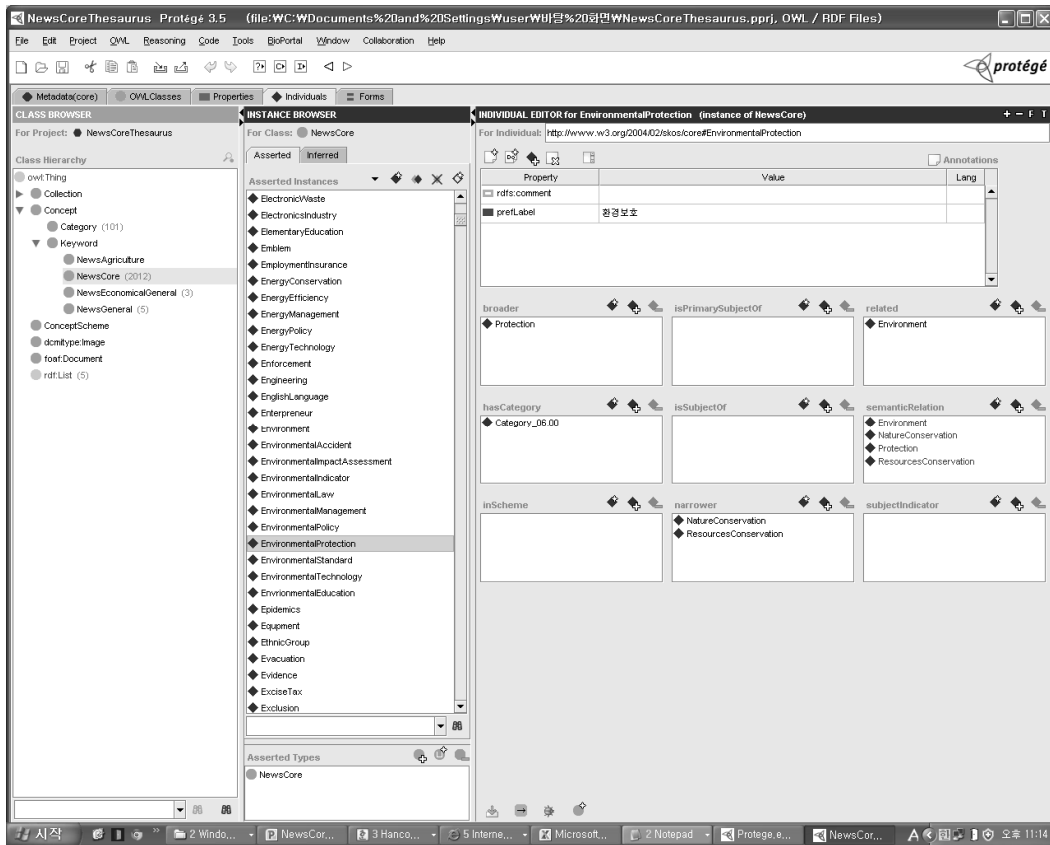 NewsCoreThesaurus Protégé 3.5 (file:₩C:₩Documents%20and%20Settings₩user₩바탕%20화면₩NewsCoreThesaurus.pprj, OWL / RDF Files)
File Edit Project OWL Reasoning Code Tools BioPortal Window Collaboration Help
protégé
Metadata(core) OWLClasses Properties Individuals Forms
CLASS BROWSER
For Project: NewsCoreThesaurus
Class Hierarchy
owl:Thing
Collection
Concept
Category (101)
Keyword
NewsAgriculture
NewsCore (2012)
NewsEconomicalGeneral (3)
NewsGeneral (5)
ConceptScheme
dcmitype:Image
foaf:Document
rdf:List (5)
INSTANCE BROWSER
For Class: NewsCore
Asserted Inferred
Asserted Instances
ElectronicWaste
ElectronicsIndustry
ElementaryEducation
Emblem
EmploymentInsurance
EnergyConservation
EnergyEfficiency
EnergyManagement
EnergyPolicy
EnergyTechnology
Enforcement
Engineering
EnglishLanguage
Enterpreneur
Environment
EnvironmentalAccident
EnvironmentalImpactAssessment
EnvironmentalIndicator
EnvironmentalLaw
EnvironmentalManagement
EnvironmentalPolicy
EnvironmentalProtection
EnvironmentalStandard
EnvironmentalTechnology
EnvrionmentalEducation
Epidemics
Equpment
EthnicGroup
Evacuation
Evidence
ExciseTax
Exclusion
Asserted Types
NewsCore
INDIVIDUAL EDITOR for EnvironmentalProtection (instance of NewsCore) + - F T
For Individual: http://www.w3.org/2004/02/skos/core#EnvironmentalProtection
Annotations
Property Value Lang
rdfs:comment
prefLabel 환경보호
broader isPrimarySubjectOf related
Protection Environment
hasCategory isSubjectOf semanticRelation
Category_06.00 Environment
NatureConservation
Protection
ResourcesConservation
inScheme narrower subjectIndicator
NatureConservation
ResourcesConservation
시작 2 Windo... NewsCor... 3 Hanco... 5 Interne... Microsoft... 2 Notepad Protege.e... NewsCor... A 오후 11:14